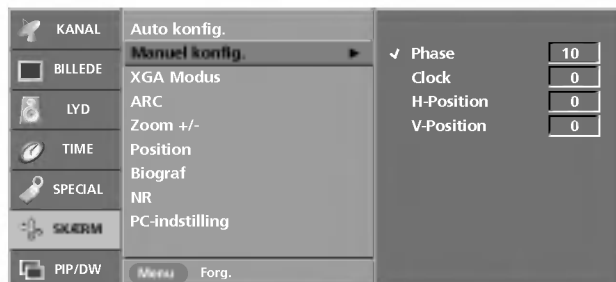 KANAL
BILLEDE
LYD
TIME
SPECIAL
SKÆRM
PIP/DW
Auto konfig.
Manuel konfig.
XGA Modus
ARC
Zoom +/-
Position
Biograf
NR
PC-indstilling
Menu Forg.
Phase 10
Clock 0
H-Position 0
V-Position 0